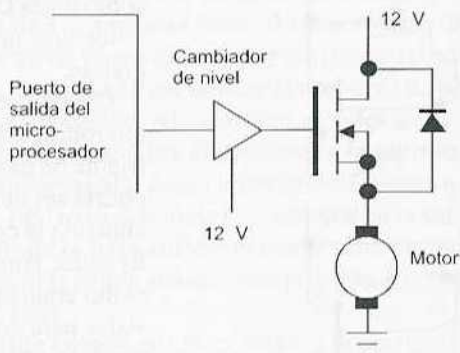 12 V
Cambiador
de nivel
Puerto de
salida del
micro-
procesador
12 V
Motor